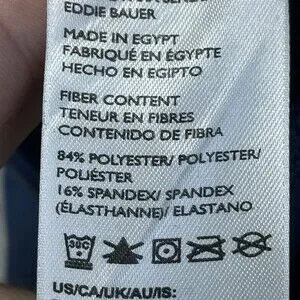 EDDIE BAUER
MADE IN EGYPT
FABRIQUÉ EN ÉGYPTE
HECHO EN EGIPTO
FIBER CONTENT
TENEUR EN FIBRES
CONTENIDO DE FIBRA
84% POLYESTER/ POLYESTER/
POLIÉSTER
16% SPANDEX/ SPANDEX
(ÉLASTHANNE)/ ELASTANO
30C
US/CA/UK/AU/IS: